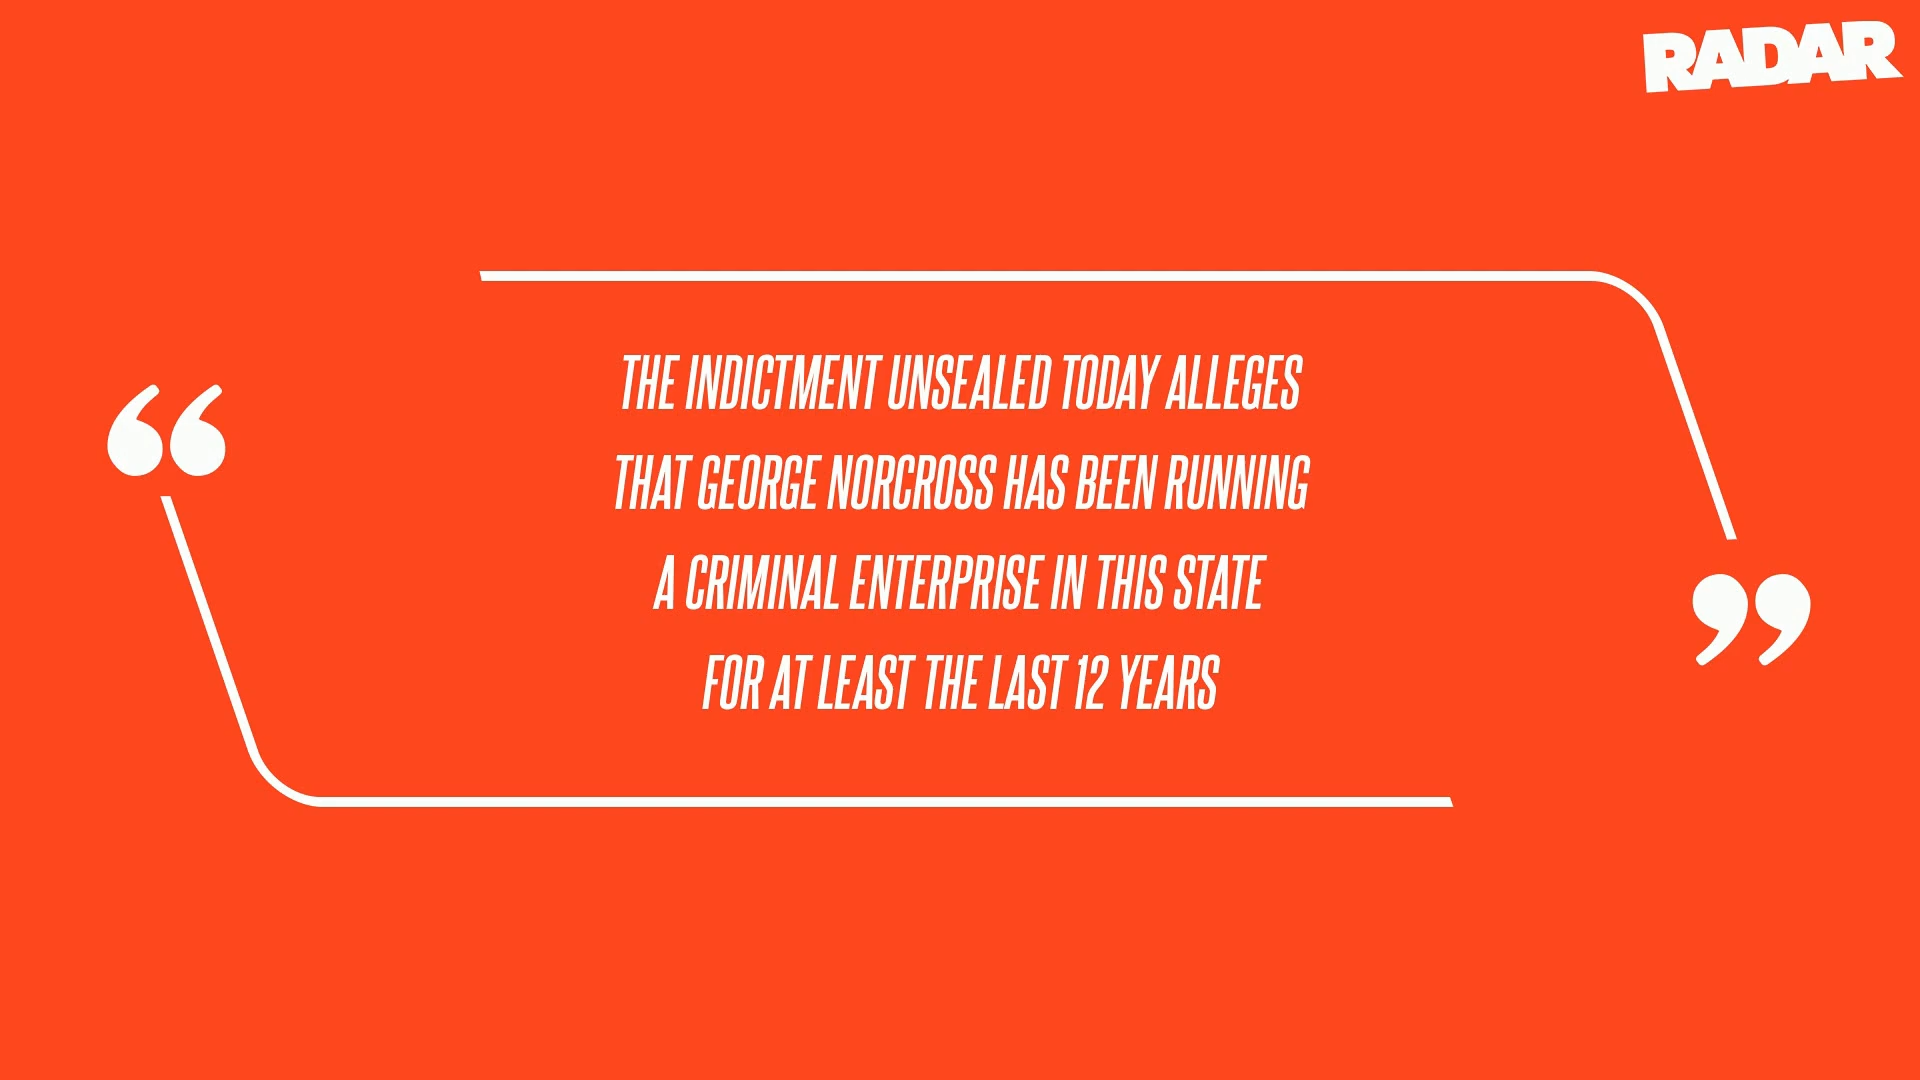 RADAR
THE INDICTMENT UNSEALED TODAY ALLEGES
THAT GEORGE NORCROSS HAS BEEN RUNNING
A CRIMINAL ENTERPRISE IN THIS STATE
FOR AT LEAST THE LAST 12 YEARS